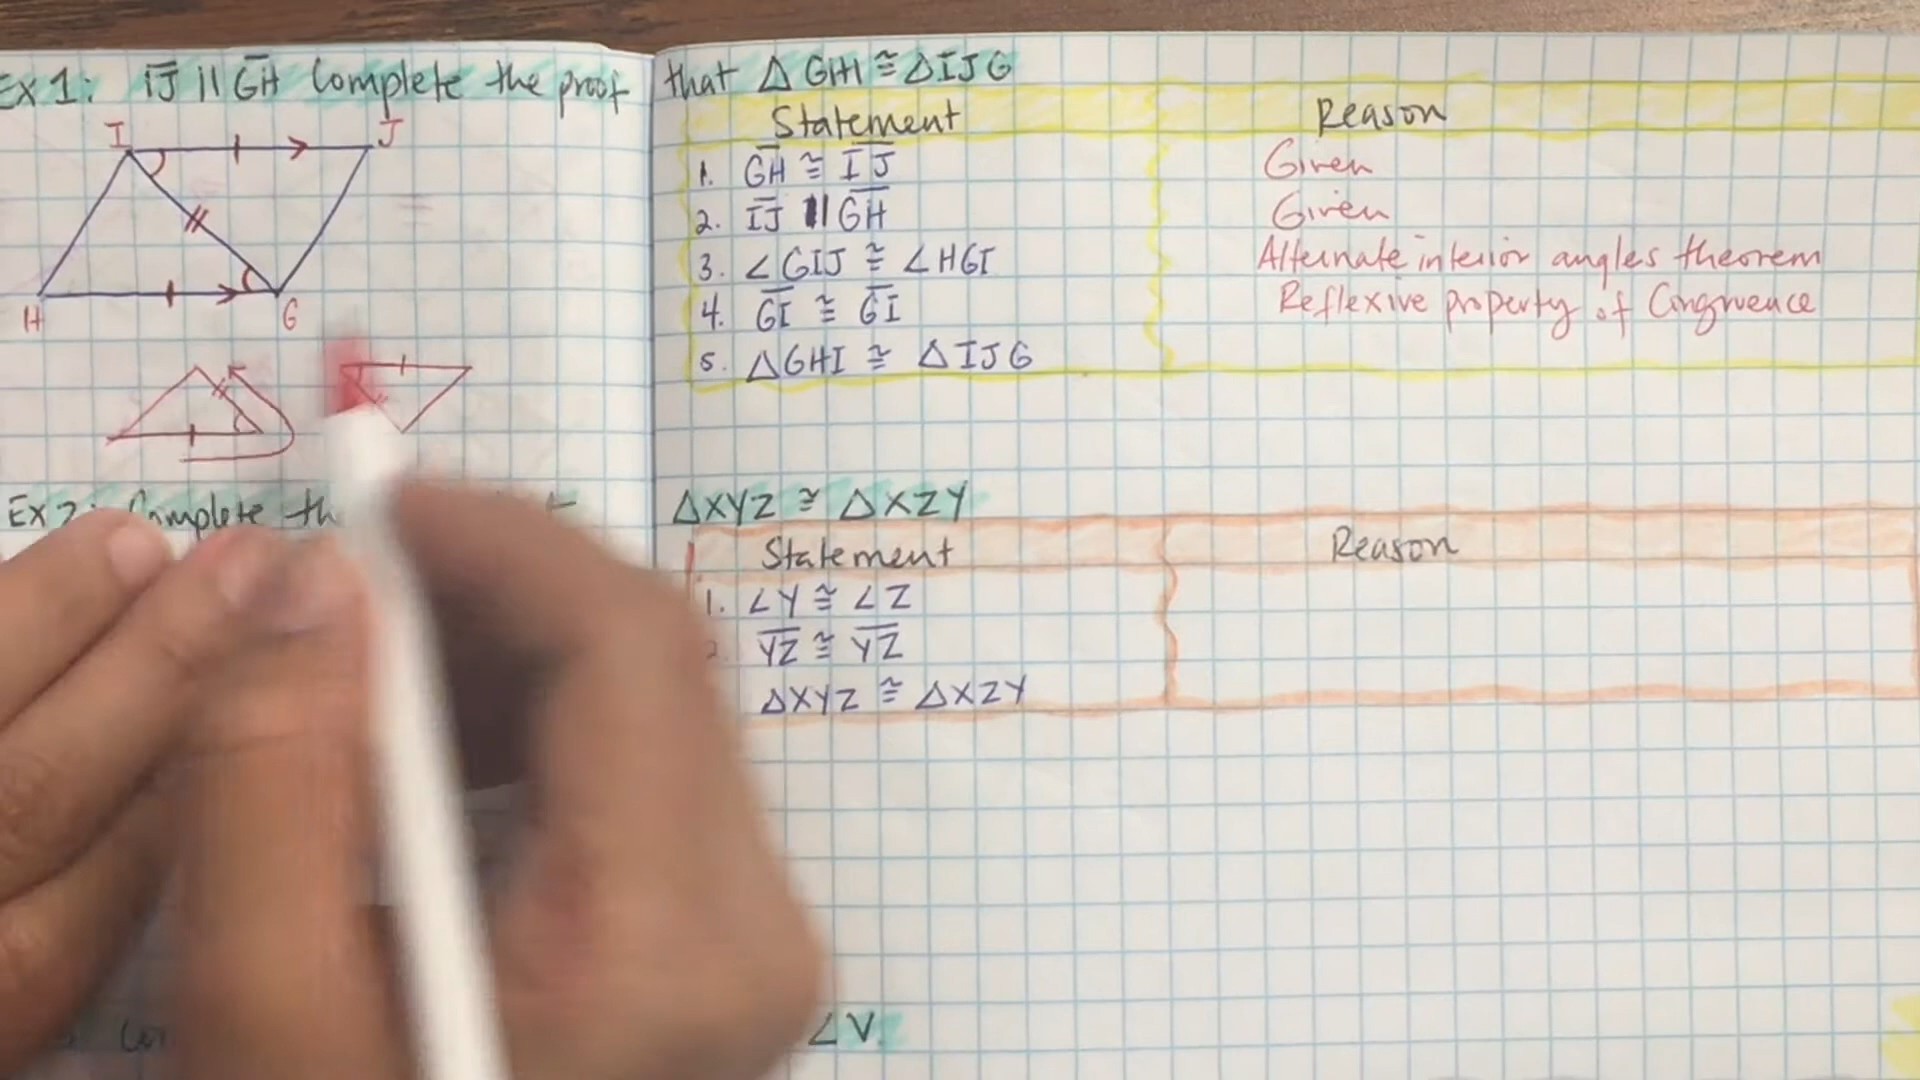 Ex 1: IJ || GH Complete the proof that △ GHI ≅ △ IJG
I J
H G
Statement Reason
1. GH ≅ IJ Given
2. IJ || GH Given
3. ∠GIJ ≅ ∠HGI Alternate interior angles theorem
4. GI ≅ GI Reflexive property of Congruence
5. △GHI ≅ △IJG
Ex 2: Complete △XYZ ≅ △XZY
Statement Reason
1. ∠Y ≅ ∠Z
2. YZ ≅ YZ
△XYZ ≅ △XZY
∠V